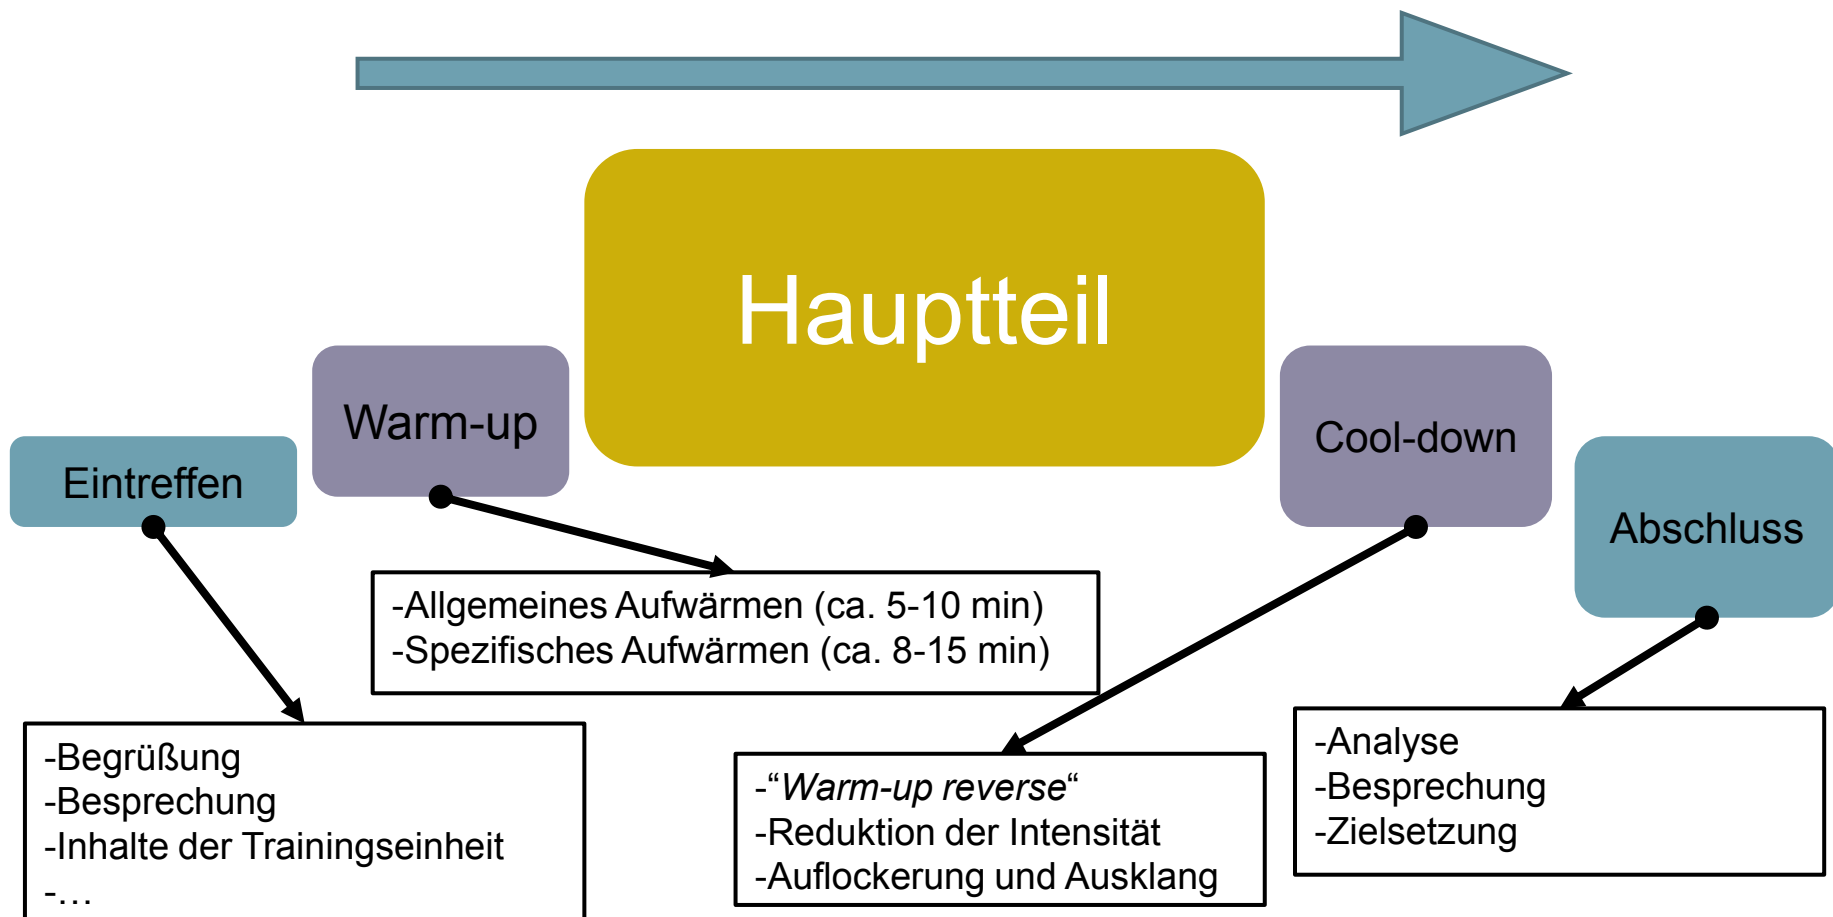 Hauptteil
Warm-up
Cool-down
Eintreffen
Abschluss
-Allgemeines Aufwärmen (ca. 5-10 min)
-Spezifisches Aufwärmen (ca. 8-15 min)
-Begrüßung
-Besprechung
-Inhalte der Trainingseinheit
-…
-“Warm-up reverse“
-Reduktion der Intensität
-Auflockerung und Ausklang
-Analyse
-Besprechung
-Zielsetzung